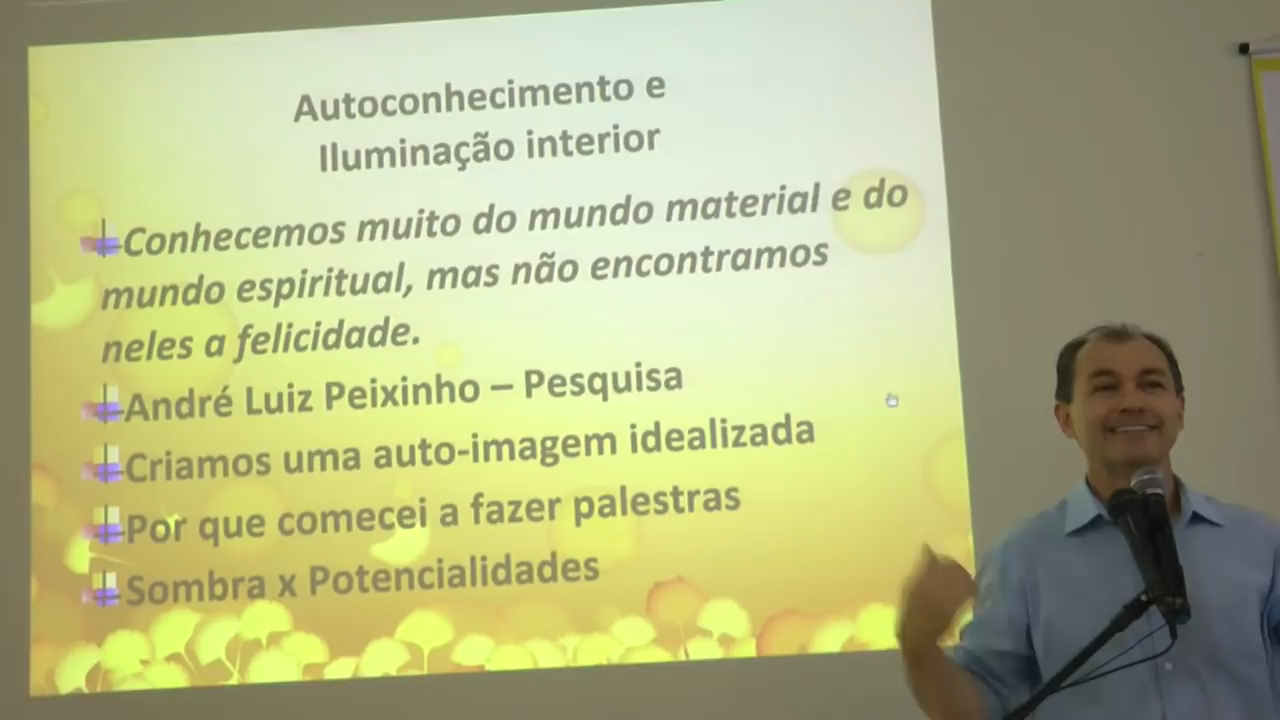 Autoconhecimento e
Iluminação interior
Conhecemos muito do mundo material e do
mundo espiritual, mas não encontramos
neles a felicidade.
André Luiz Peixinho – Pesquisa
Criamos uma auto-imagem idealizada
Por que comecei a fazer palestras
Sombra x Potencialidades